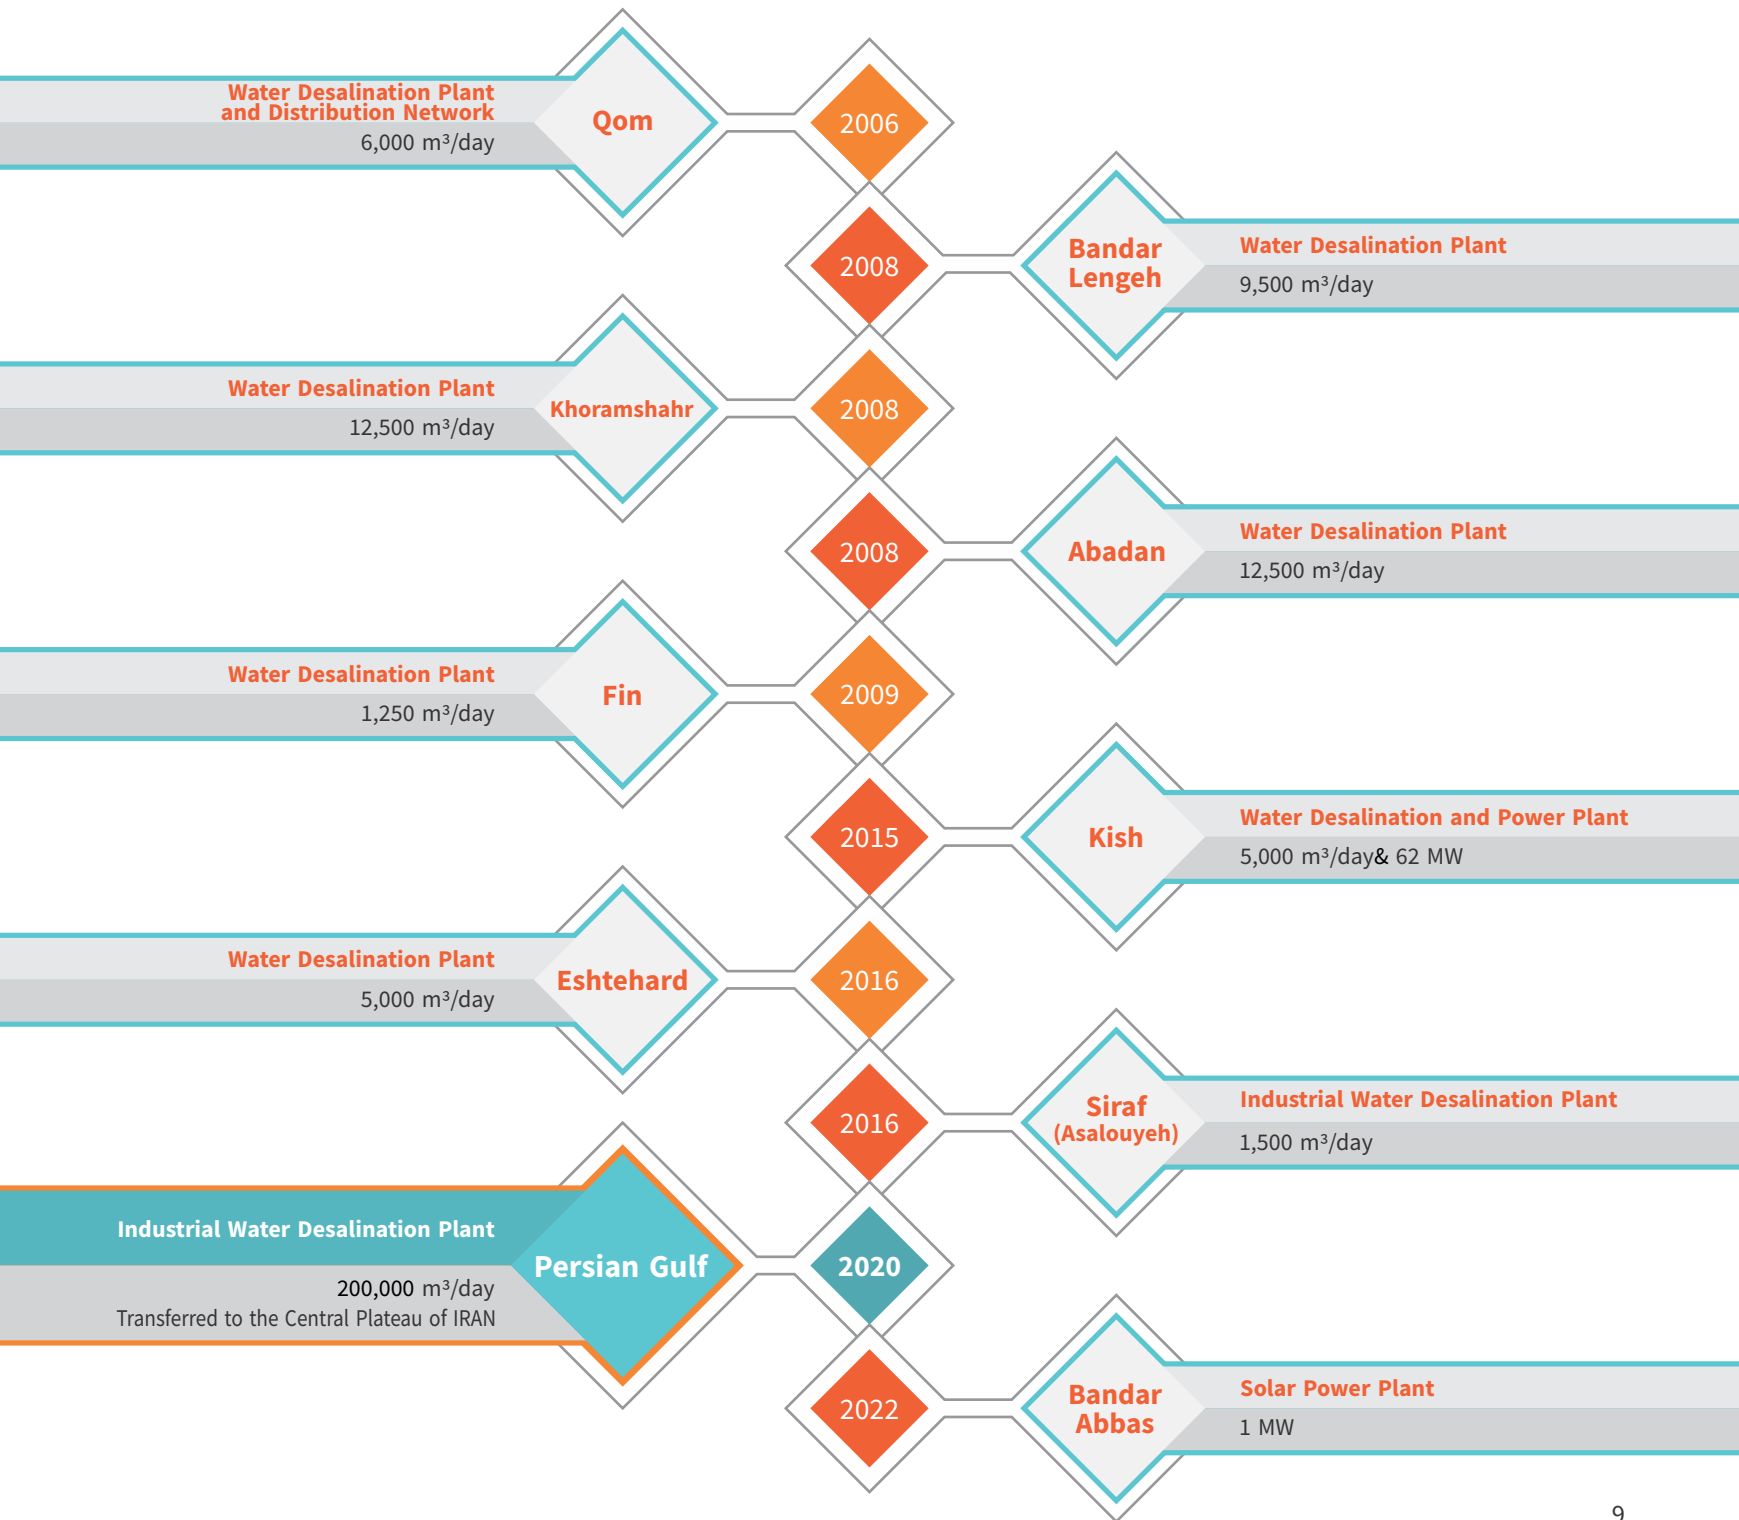 Water Desalination Plant
and Distribution Network
6,000 m³/day
Qom
2006
2008
Bandar
Lengeh
Water Desalination Plant
9,500 m³/day
Water Desalination Plant
12,500 m³/day
Khoramshahr
2008
2008
Abadan
Water Desalination Plant
12,500 m³/day
Water Desalination Plant
1,250 m³/day
Fin
2009
2015
Kish
Water Desalination and Power Plant
5,000 m³/day& 62 MW
Water Desalination Plant
5,000 m³/day
Eshtehard
2016
2016
Siraf
(Asalouyeh)
Industrial Water Desalination Plant
1,500 m³/day
Industrial Water Desalination Plant
200,000 m³/day
Transferred to the Central Plateau of IRAN
Persian Gulf
2020
2022
Bandar
Abbas
Solar Power Plant
1 MW
9